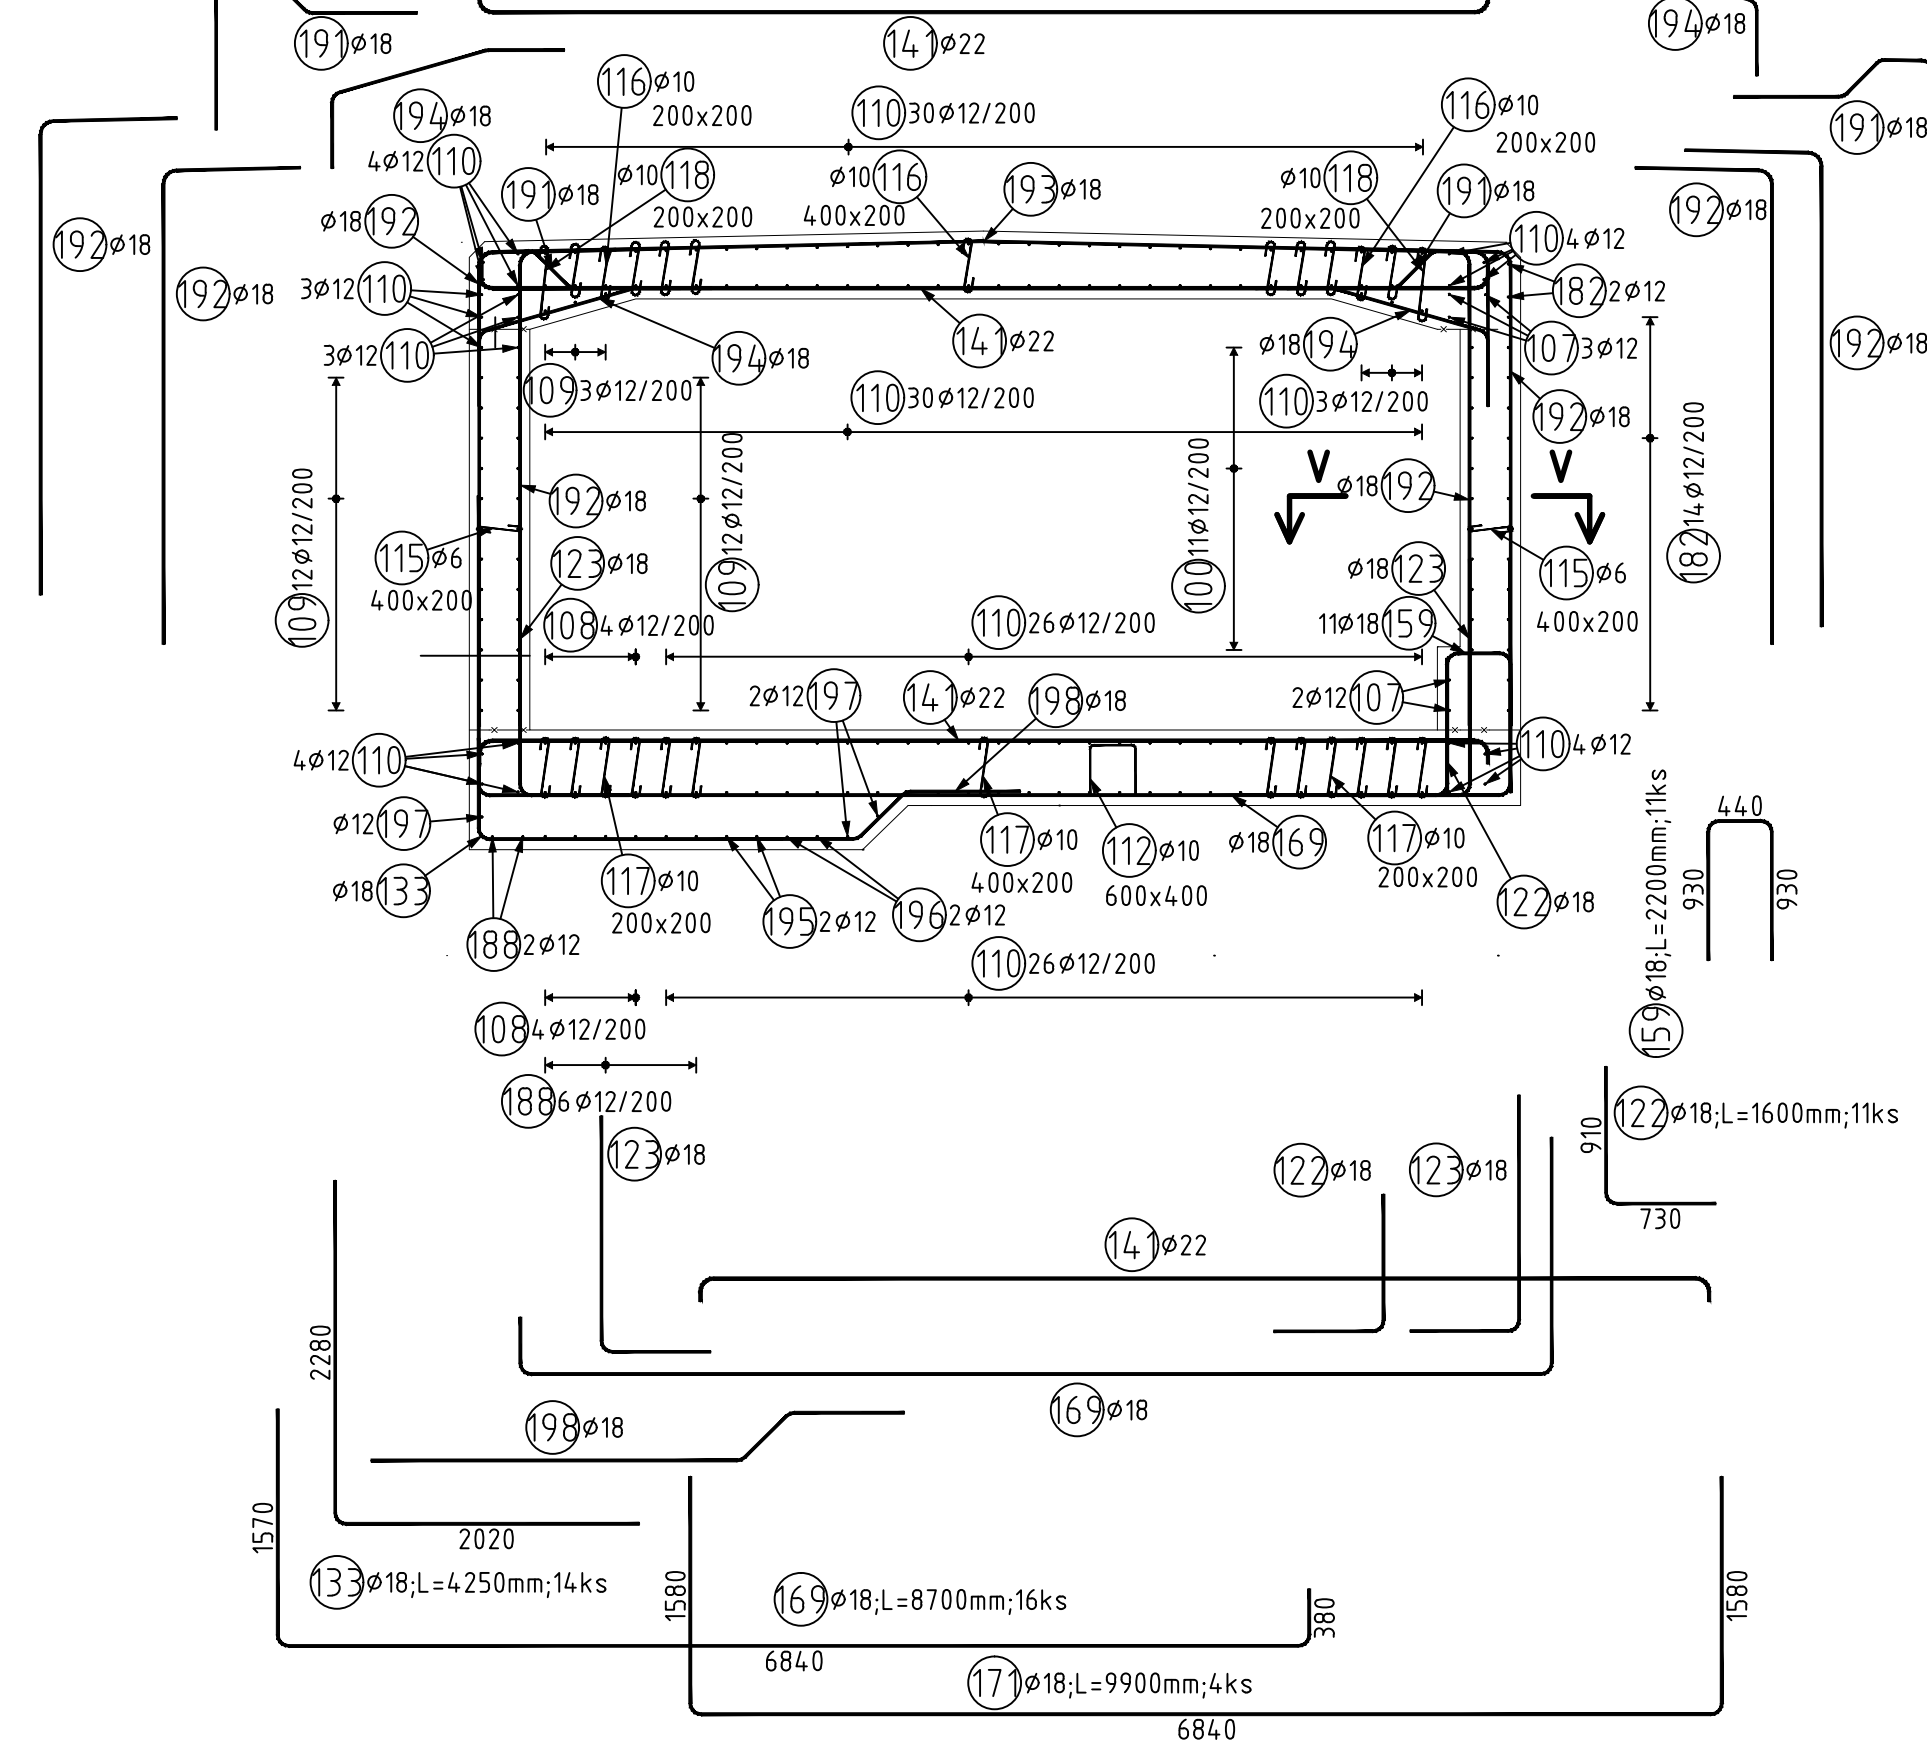 191 ø18
141 ø22
194 ø18
116 ø10
200x200
110 30ø12/200
116 ø10
200x200
191 ø18
194 ø18
4ø12 110
191 ø18
ø10 118
200x200
ø10 116
400x200
193 ø18
ø10 118
200x200
191 ø18
192 ø18
192 ø18
192 ø18
ø18 192
110 4ø12
3ø12 110
182 2ø12
3ø12 110
194 ø18
141 ø22
ø18 194
107 3ø12
192 ø18
109 3ø12/200
110 30ø12/200
110 3ø12/200
192 ø18
109 12ø12/200
109 12ø12/200
100 11ø12/200
182 14ø12/200
V
V
192 ø18
ø18 192
115 ø6
400x200
123 ø18
ø18 123
115 ø6
400x200
108 4ø12/200
110 26ø12/200
11ø18 159
2ø12 197
141 ø22
198 ø18
2ø12 107
4ø12 110
110 4ø12
ø12 197
117 ø10
400x200
112 ø10
600x400
ø18 169
117 ø10
200x200
ø18 133
117 ø10
200x200
195 2ø12
196 2ø12
122 ø18
188 2ø12
110 26ø12/200
440
930
930
159 ø18;L=2200mm;11ks
108 4ø12/200
188 6ø12/200
123 ø18
122 ø18
123 ø18
910
122 ø18;L=1600mm;11ks
730
141 ø22
2280
198 ø18
169 ø18
1570
2020
133 ø18;L=4250mm;14ks
1580
169 ø18;L=8700mm;16ks
380
1580
6840
171 ø18;L=9900mm;4ks
6840